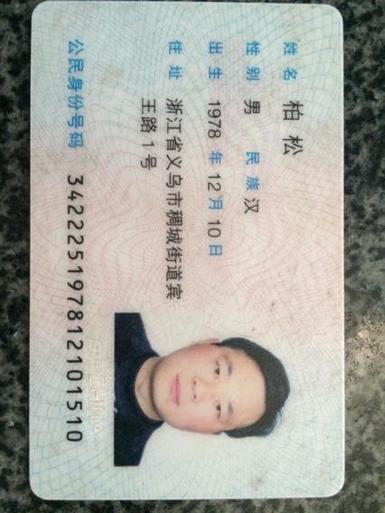 姓名 柏松
性别 男 民族 汉
出生 1978 年 12 月 10 日
住址 浙江省义乌市稠城街道宾
王路1号
公民身份号码 342225197812101510